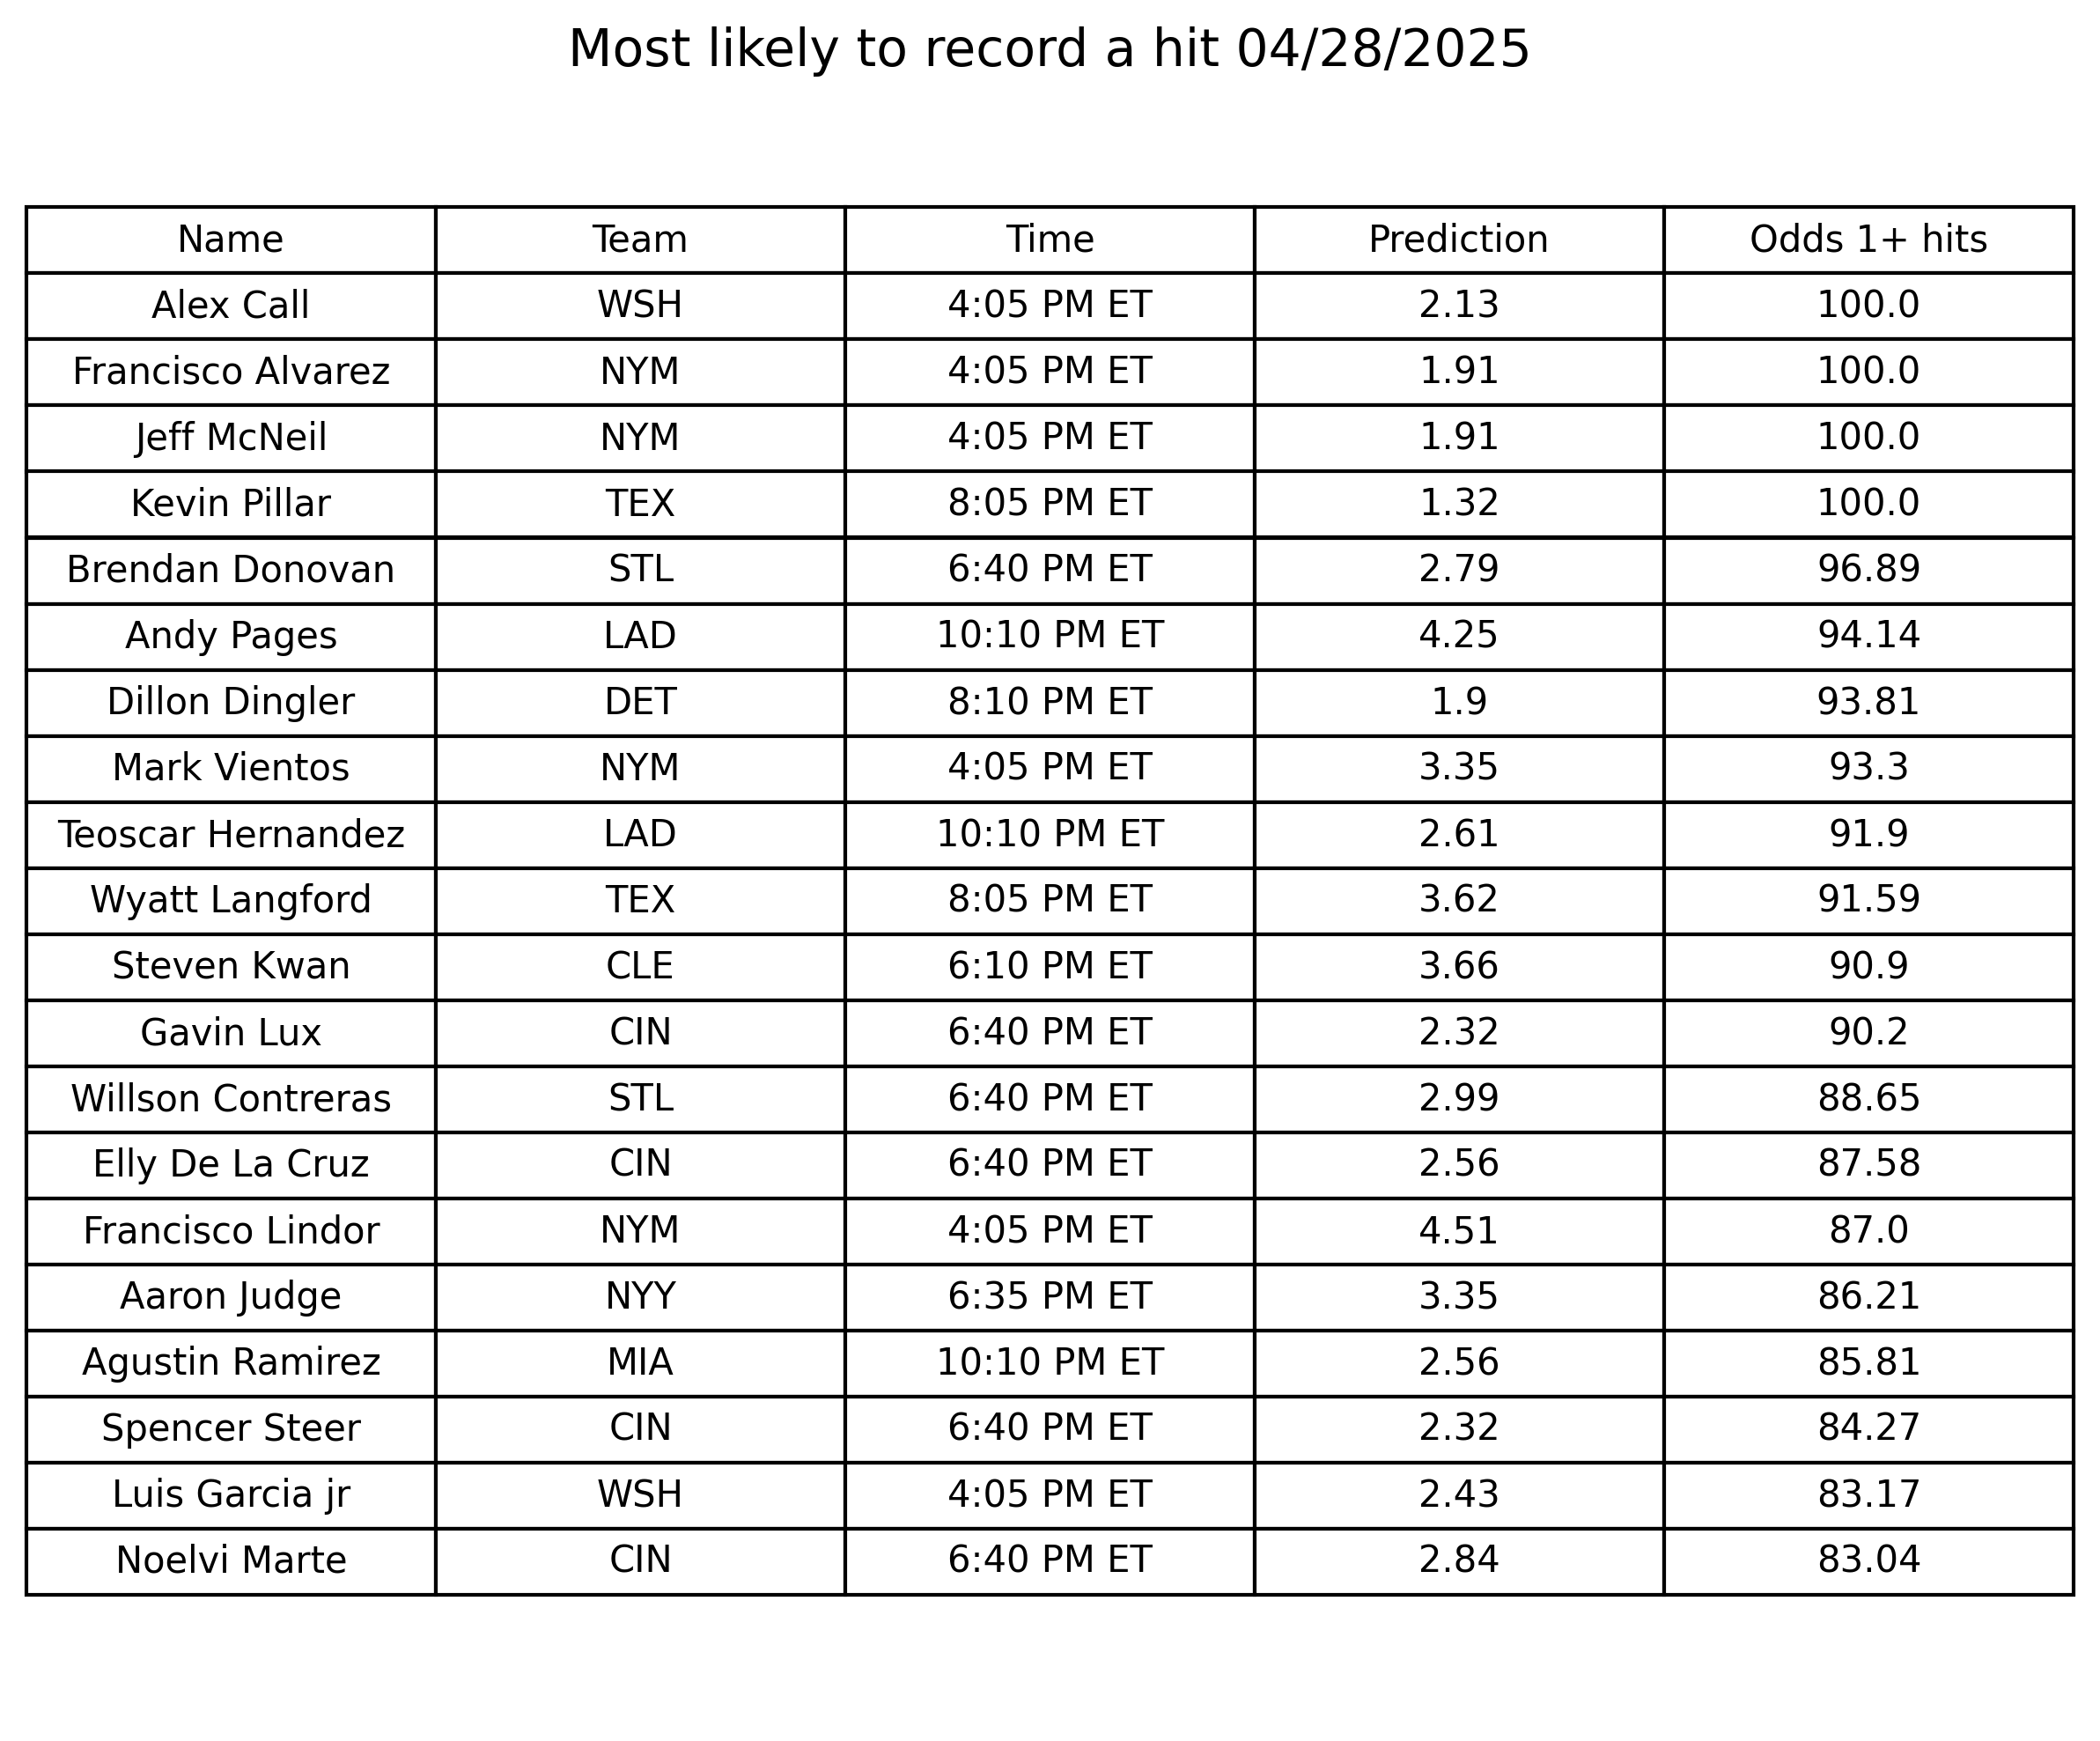 Most likely to record a hit 04/28/2025
Name Team Time Prediction Odds 1+ hits
Alex Call WSH 4:05 PM ET 2.13 100.0
Francisco Alvarez NYM 4:05 PM ET 1.91 100.0
Jeff McNeil NYM 4:05 PM ET 1.91 100.0
Kevin Pillar TEX 8:05 PM ET 1.32 100.0
Brendan Donovan STL 6:40 PM ET 2.79 96.89
Andy Pages LAD 10:10 PM ET 4.25 94.14
Dillon Dingler DET 8:10 PM ET 1.9 93.81
Mark Vientos NYM 4:05 PM ET 3.35 93.3
Teoscar Hernandez LAD 10:10 PM ET 2.61 91.9
Wyatt Langford TEX 8:05 PM ET 3.62 91.59
Steven Kwan CLE 6:10 PM ET 3.66 90.9
Gavin Lux CIN 6:40 PM ET 2.32 90.2
Willson Contreras STL 6:40 PM ET 2.99 88.65
Elly De La Cruz CIN 6:40 PM ET 2.56 87.58
Francisco Lindor NYM 4:05 PM ET 4.51 87.0
Aaron Judge NYY 6:35 PM ET 3.35 86.21
Agustin Ramirez MIA 10:10 PM ET 2.56 85.81
Spencer Steer CIN 6:40 PM ET 2.32 84.27
Luis Garcia jr WSH 4:05 PM ET 2.43 83.17
Noelvi Marte CIN 6:40 PM ET 2.84 83.04